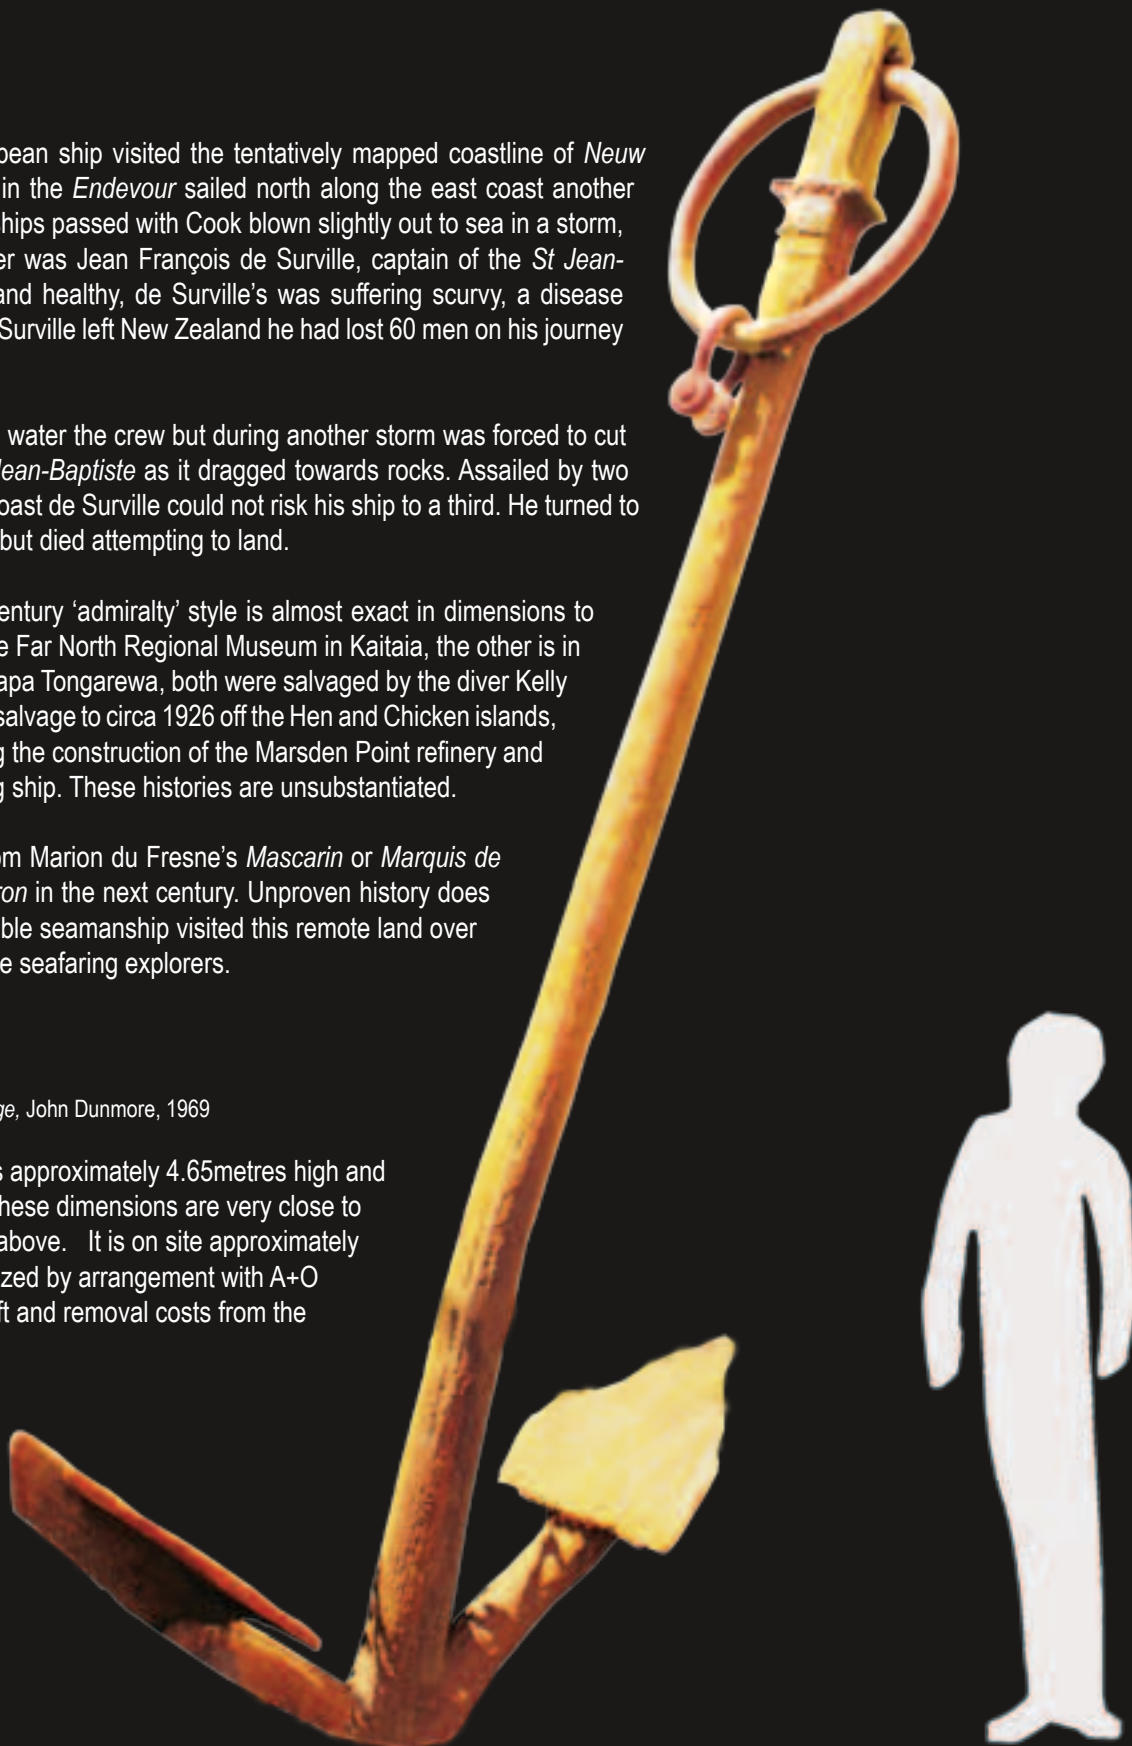 pean ship visited the tentatively mapped coastline of Neuw
in the Endevour sailed north along the east coast another
hips passed with Cook blown slightly out to sea in a storm,
er was Jean François de Surville, captain of the St Jean-
and healthy, de Surville’s was suffering scurvy, a disease
Surville left New Zealand he had lost 60 men on his journey
water the crew but during another storm was forced to cut
Jean-Baptiste as it dragged towards rocks. Assailed by two
oast de Surville could not risk his ship to a third. He turned to
but died attempting to land.
entury ‘admiralty’ style is almost exact in dimensions to
e Far North Regional Museum in Kaitaia, the other is in
apa Tongarewa, both were salvaged by the diver Kelly
salvage to circa 1926 off the Hen and Chicken islands,
g the construction of the Marsden Point refinery and
g ship. These histories are unsubstantiated.
om Marion du Fresne’s Mascarin or Marquis de
ron in the next century. Unproven history does
ble seamanship visited this remote land over
e seafaring explorers.
ge, John Dunmore, 1969
s approximately 4.65metres high and
hese dimensions are very close to
above. It is on site approximately
zed by arrangement with A+O
ft and removal costs from the